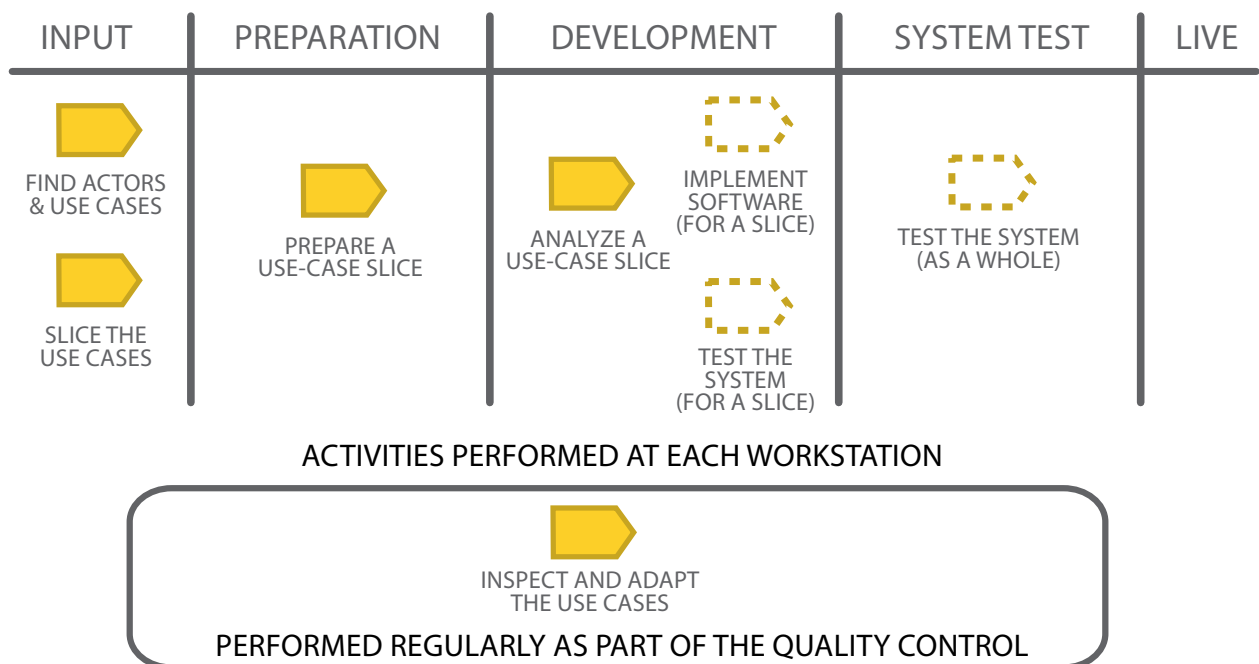 INPUT
PREPARATION
DEVELOPMENT
SYSTEM TEST
LIVE
FIND ACTORS
& USE CASES
SLICE THE
USE CASES
PREPARE A
USE-CASE SLICE
ANALYZE A
USE-CASE SLICE
IMPLEMENT
SOFTWARE
(FOR A SLICE)
TEST THE
SYSTEM
(FOR A SLICE)
TEST THE SYSTEM
(AS A WHOLE)
ACTIVITIES PERFORMED AT EACH WORKSTATION
INSPECT AND ADAPT
THE USE CASES
PERFORMED REGULARLY AS PART OF THE QUALITY CONTROL